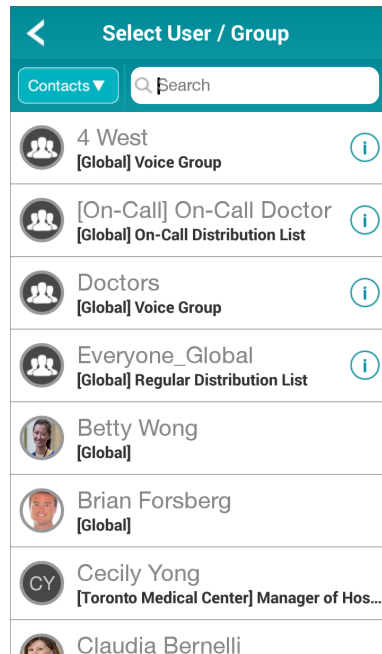 Select User / Group
Contacts ▼
Search
4 West
[Global] Voice Group
[On-Call] On-Call Doctor
[Global] On-Call Distribution List
Doctors
[Global] Voice Group
Everyone_Global
[Global] Regular Distribution List
Betty Wong
[Global]
Brian Forsberg
[Global]
CY
Cecily Yong
[Toronto Medical Center] Manager of Hos...
Claudia Bernelli